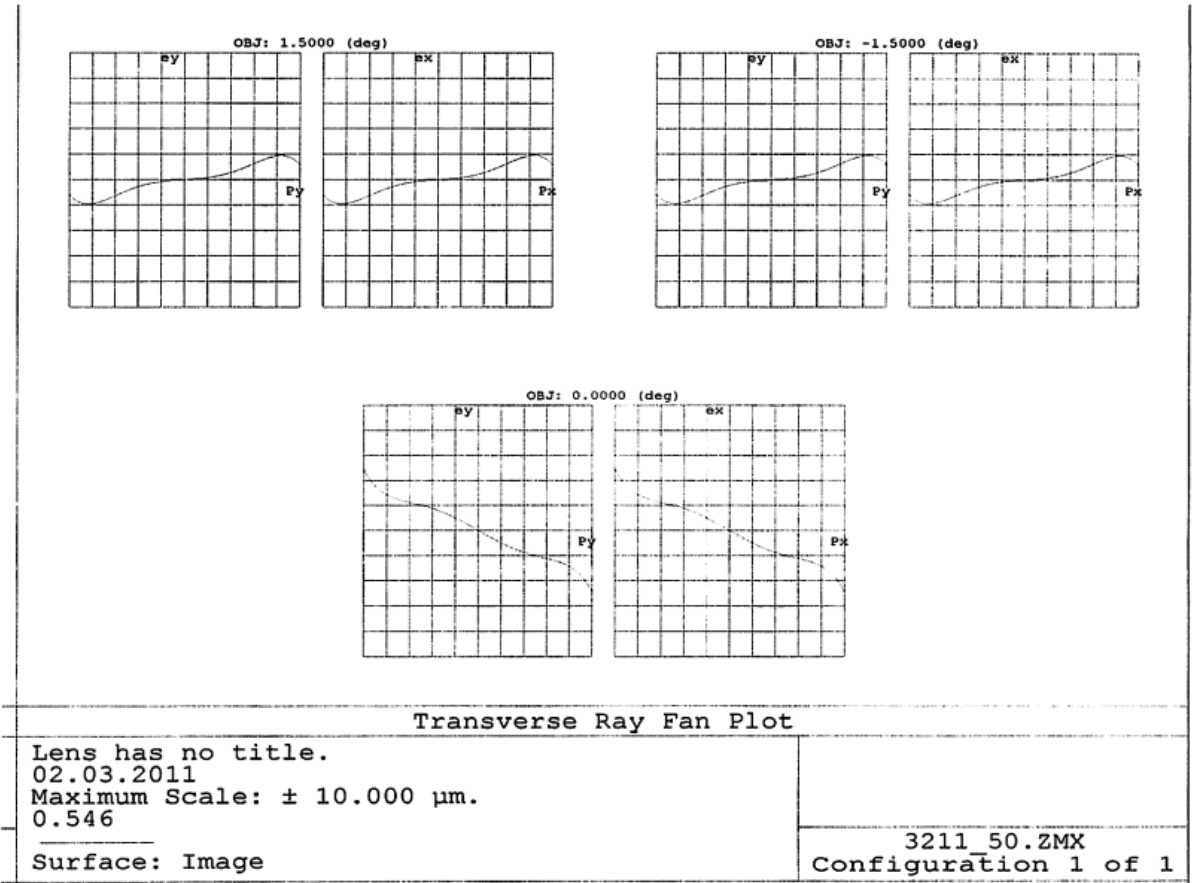 OBJ: 1.5000 (deg)
ey
ex
Py
Px
OBJ: -1.5000 (deg)
ey
ex
Py
Px
OBJ: 0.0000 (deg)
ey
ex
Py
Px
Transverse Ray Fan Plot
Lens has no title.
02.03.2011
Maximum Scale: ± 10.000 µm.
0.546
Surface: Image
3211_50.ZMX
Configuration 1 of 1